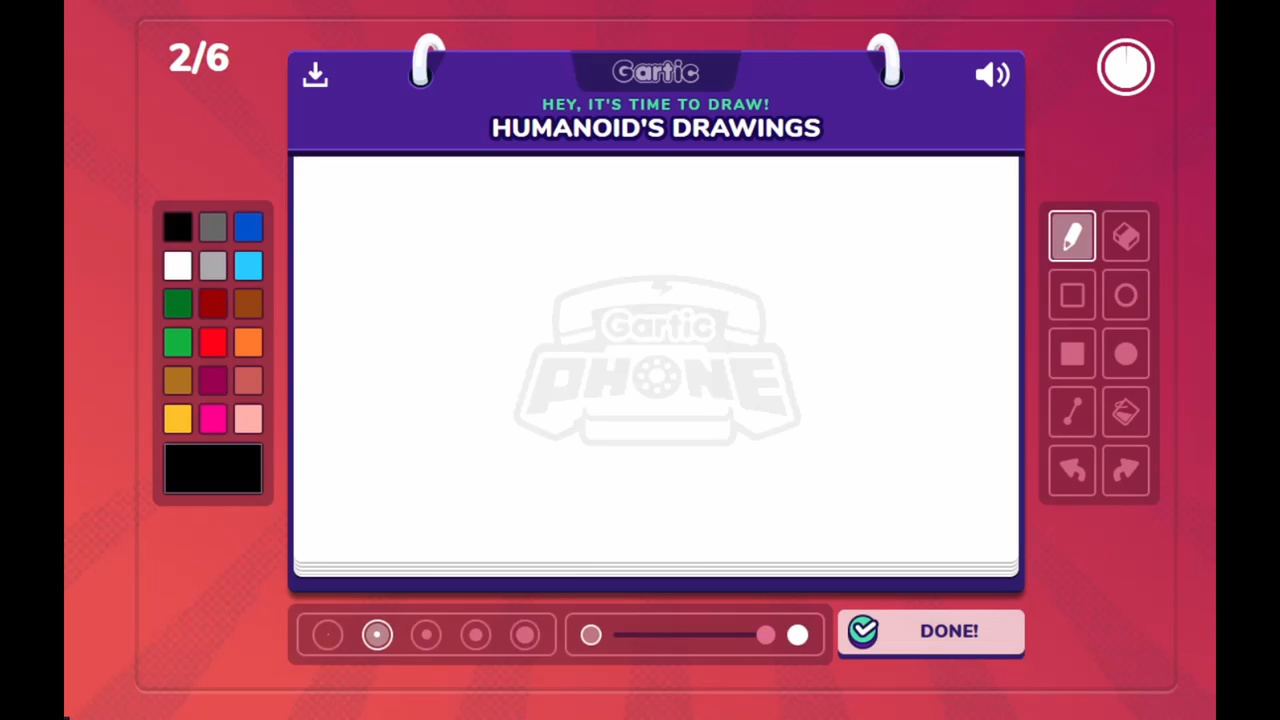 2/6
Gartic
HEY, IT'S TIME TO DRAW!
HUMANOID'S DRAWINGS
Gartic
PHONE
DONE!